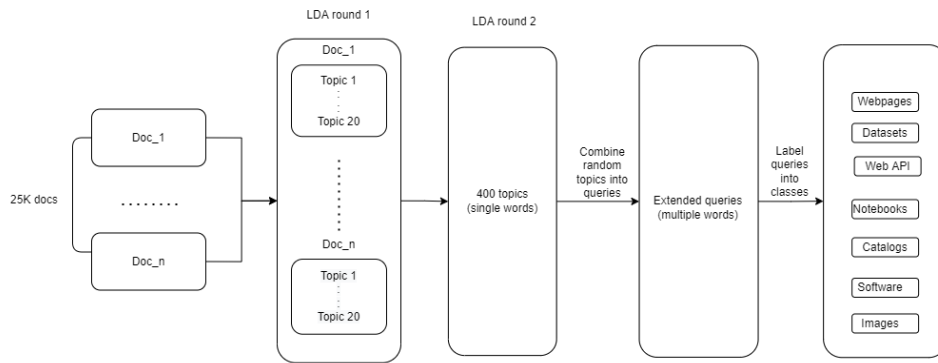 LDA round 1
LDA round 2
Doc_1
Topic 1
Topic 20
Doc_1
25K docs
Doc_n
Doc_n
Topic 1
Topic 20
400 topics
(single words)
Combine
random
topics into
queries
Extended queries
(multiple words)
Label
queries
into
classes
Webpages
Datasets
Web API
Notebooks
Catalogs
Software
Images